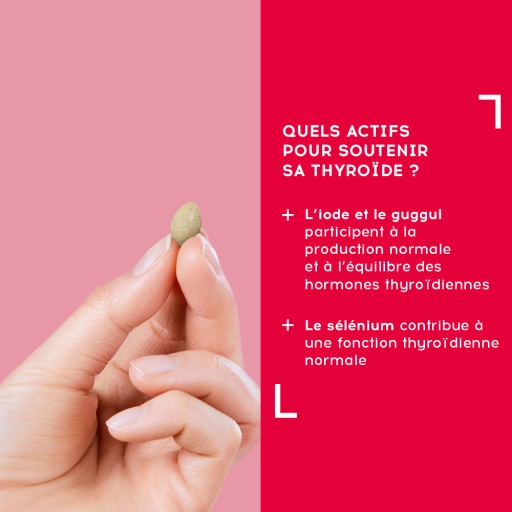 QUELS ACTIFS
POUR SOUTENIR
SA THYROÏDE ?
+ L'iode et le guggul
participent à la
production normale
et à l'équilibre des
hormones thyroïdiennes
+ Le sélénium contribue à
une fonction thyroïdienne
normale